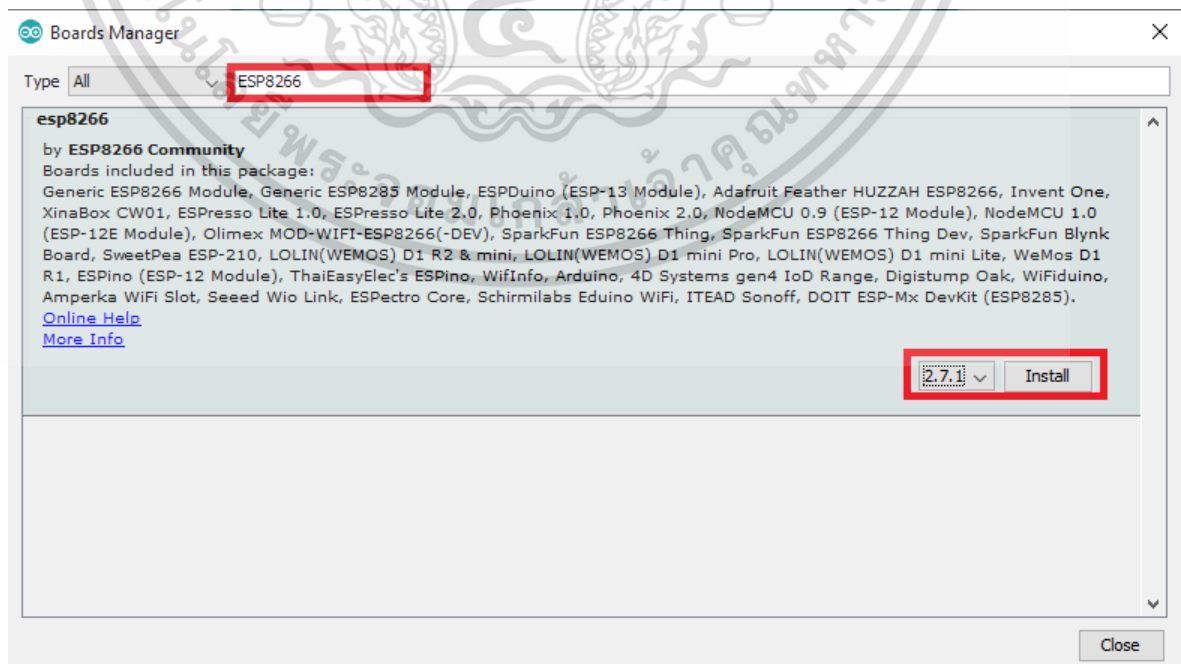 Boards Manager
Type All ESP8266
esp8266
by ESP8266 Community
Boards included in this package:
Generic ESP8266 Module, Generic ESP8285 Module, ESPDuino (ESP-13 Module), Adafruit Feather HUZZAH ESP8266, Invent One,
XinaBox CW01, ESPresso Lite 1.0, ESPresso Lite 2.0, Phoenix 1.0, Phoenix 2.0, NodeMCU 0.9 (ESP-12 Module), NodeMCU 1.0
(ESP-12E Module), Olimex MOD-WIFI-ESP8266(-DEV), SparkFun ESP8266 Thing, SparkFun ESP8266 Thing Dev, SparkFun Blynk
Board, SweetPea ESP-210, LOLIN(WEMOS) D1 R2 & mini, LOLIN(WEMOS) D1 mini Pro, LOLIN(WEMOS) D1 mini Lite, WeMos D1
R1, ESPino (ESP-12 Module), ThaiEasyElec's ESPino, WifInfo, Arduino, 4D Systems gen4 IoD Range, Digistump Oak, WiFiduino,
Amperka WiFi Slot, Seeed Wio Link, ESPectro Core, Schirmilabs Eduino WiFi, ITEAD Sonoff, DOIT ESP-Mx DevKit (ESP8285).
Online Help
More Info
2.7.1 Install
Close